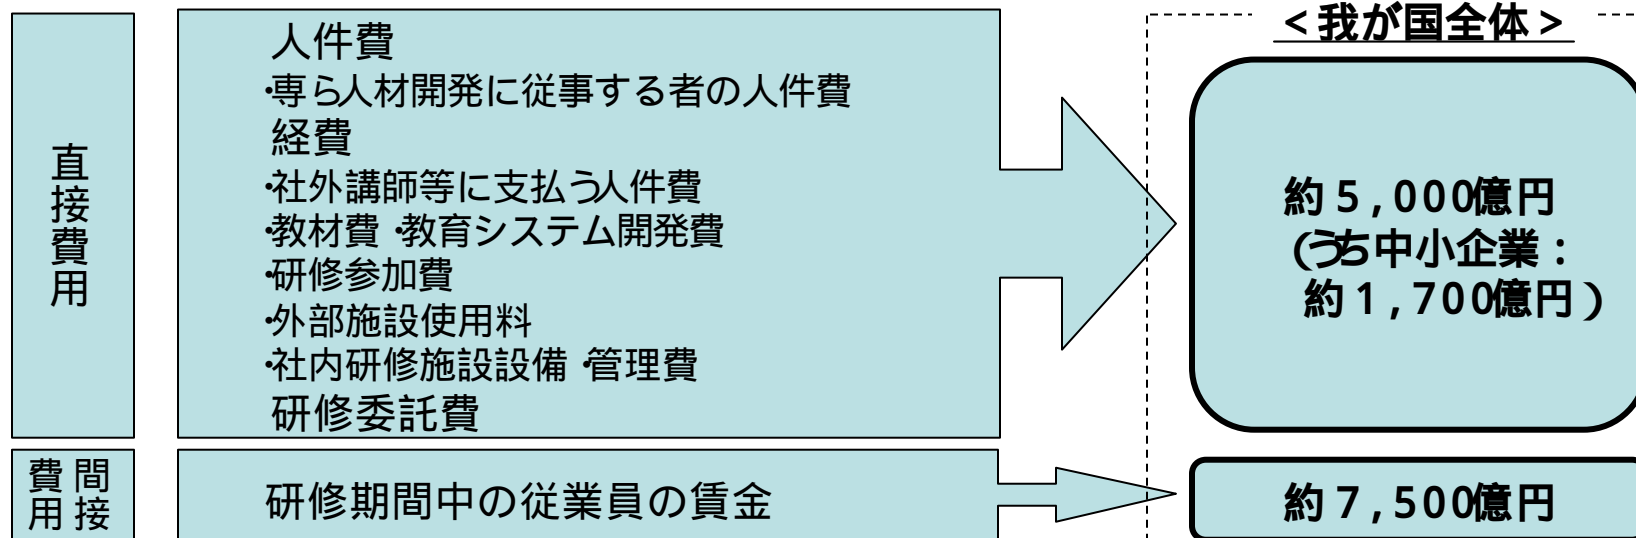 直接費用
人件費
・専ら人材開発に従事する者の人件費
経費
・社外講師等に支払う人件費
・教材費・教育システム開発費
・研修参加費
・外部施設使用料
・社内研修施設設備・管理費
研修委託費
＜我が国全体＞
約５,０００億円
(うち中小企業：
約１,７００億円）
間接
費用
研修期間中の従業員の賃金
約７,５００億円